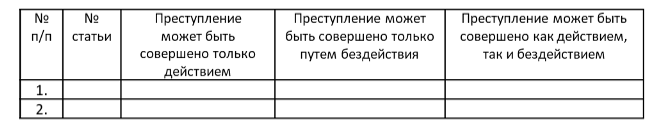 № п/п
№ статьи
Преступление может быть совершено только действием
Преступление может быть совершено только путем бездействия
Преступление может быть совершено как действием, так и бездействием
1.
2.